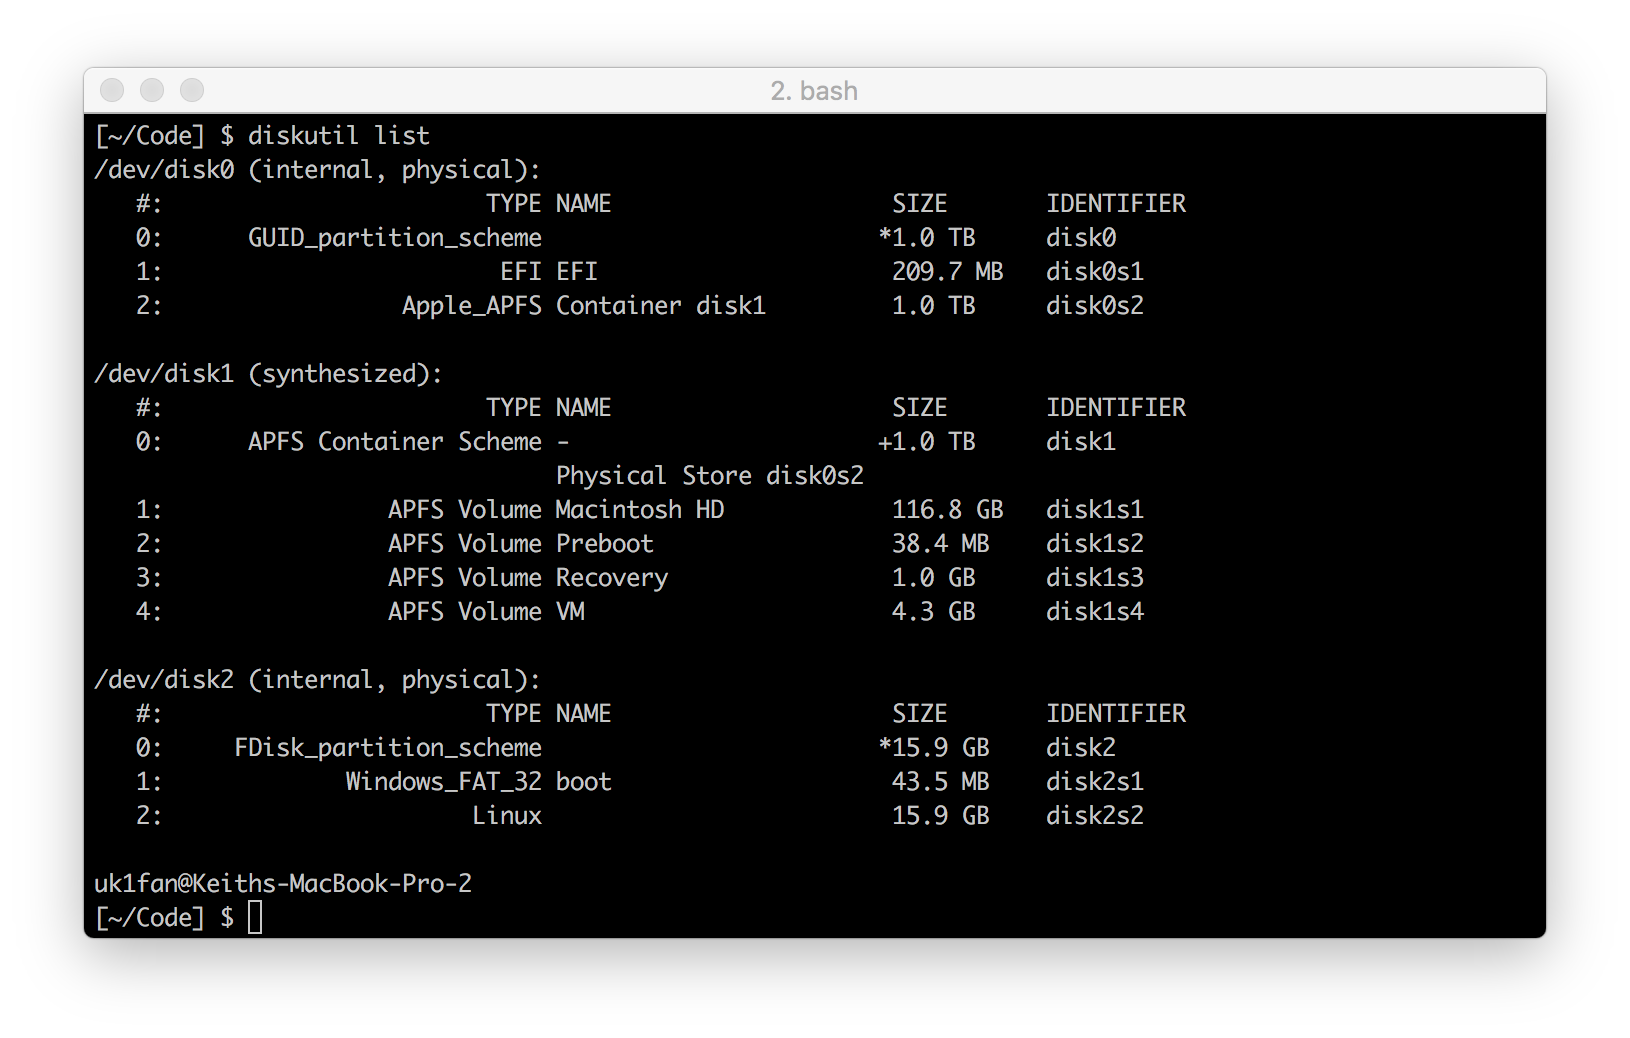 2. bash
[~/Code] $ diskutil list
/dev/disk0 (internal, physical):
   #:                       TYPE NAME                    SIZE       IDENTIFIER
   0:      GUID_partition_scheme                        *1.0 TB     disk0
   1:                        EFI EFI                     209.7 MB   disk0s1
   2:                 Apple_APFS Container disk1         1.0 TB     disk0s2
/dev/disk1 (synthesized):
   #:                       TYPE NAME                    SIZE       IDENTIFIER
   0:      APFS Container Scheme -                      +1.0 TB     disk1
                                 Physical Store disk0s2
   1:                APFS Volume Macintosh HD            116.8 GB   disk1s1
   2:                APFS Volume Preboot                 38.4 MB    disk1s2
   3:                APFS Volume Recovery                1.0 GB     disk1s3
   4:                APFS Volume VM                      4.3 GB     disk1s4
/dev/disk2 (internal, physical):
   #:                       TYPE NAME                    SIZE       IDENTIFIER
   0:     FDisk_partition_scheme                        *15.9 GB    disk2
   1:             Windows_FAT_32 boot                    43.5 MB    disk2s1
   2:                      Linux                         15.9 GB    disk2s2
uk1fan@Keiths-MacBook-Pro-2
[~/Code] $